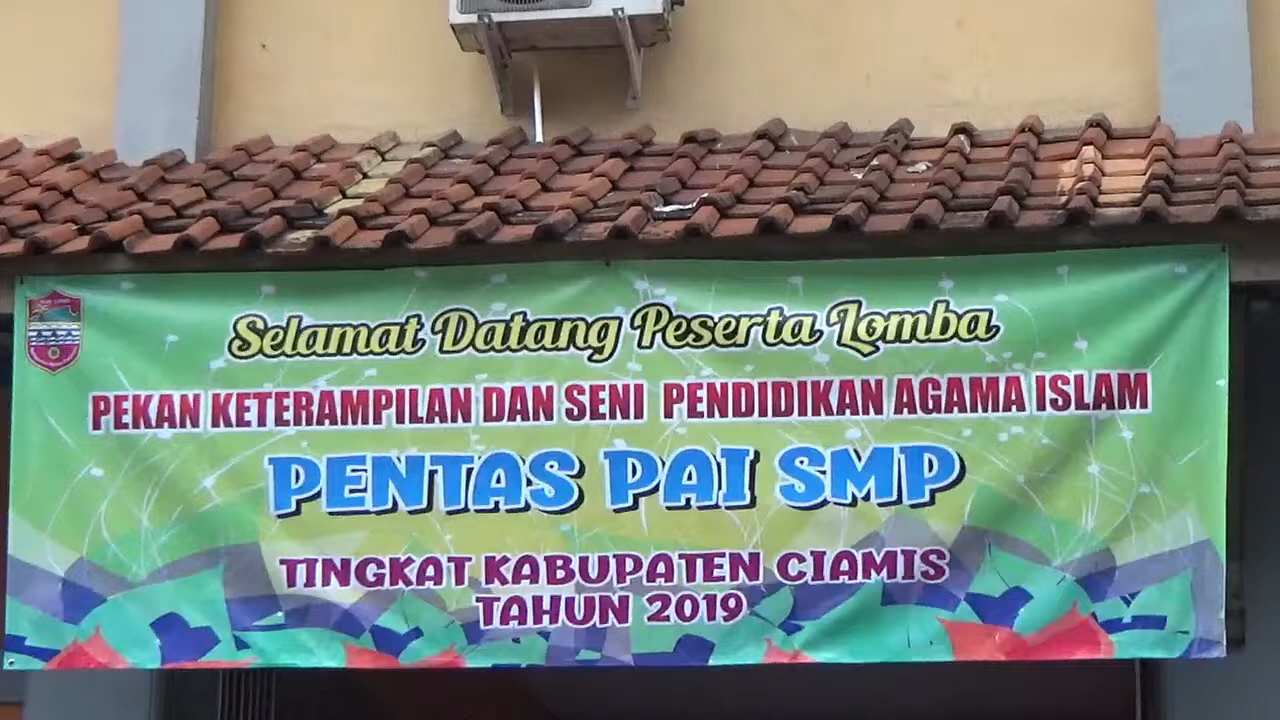 Selamat Datang Peserta Lomba
PEKAN KETERAMPILAN DAN SENI PENDIDIKAN AGAMA ISLAM
PENTAS PAI SMP
TINGKAT KABUPATEN CIAMIS
TAHUN 2019